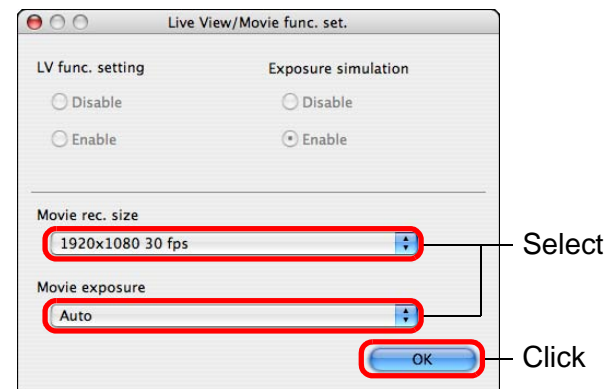 Live View/Movie func. set.
LV func. setting
Exposure simulation
Disable
Disable
Enable
Enable
Movie rec. size
1920x1080 30 fps
Select
Movie exposure
Auto
OK
Click